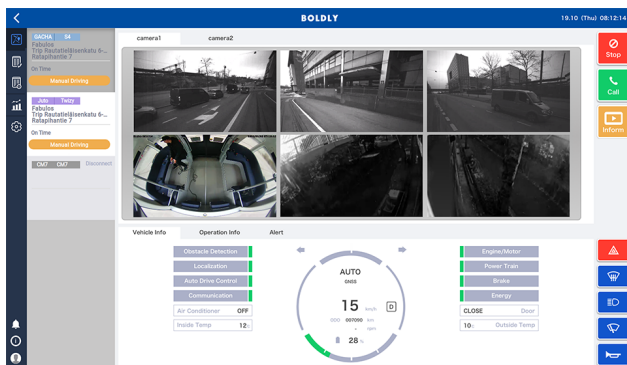 BOLDLY
19.10 (Thu) 08:12:14
GACHA S4
Fabulos
Trip Rautatieläisenkatu 6-...
Ratapihantie 7
On Time
Manual Driving
Juto Twizy
Fabulos
Trip Rautatieläisenkatu 6-...
Ratapihantie 7
On Time
Manual Driving
CM7 CM7 Disconnect
camera1 camera2
Stop
Call
Inform
Vehicle Info Operation Info Alert
Obstacle Detection
Localization
Auto Drive Control
Communication
Air Conditioner OFF
Inside Temp 12
AUTO
GNSS
15 km/h D
ODO 007090 km
rpm
28 %
Engine/Motor
Power Train
Brake
Energy
CLOSE Door
10 Outside Temp